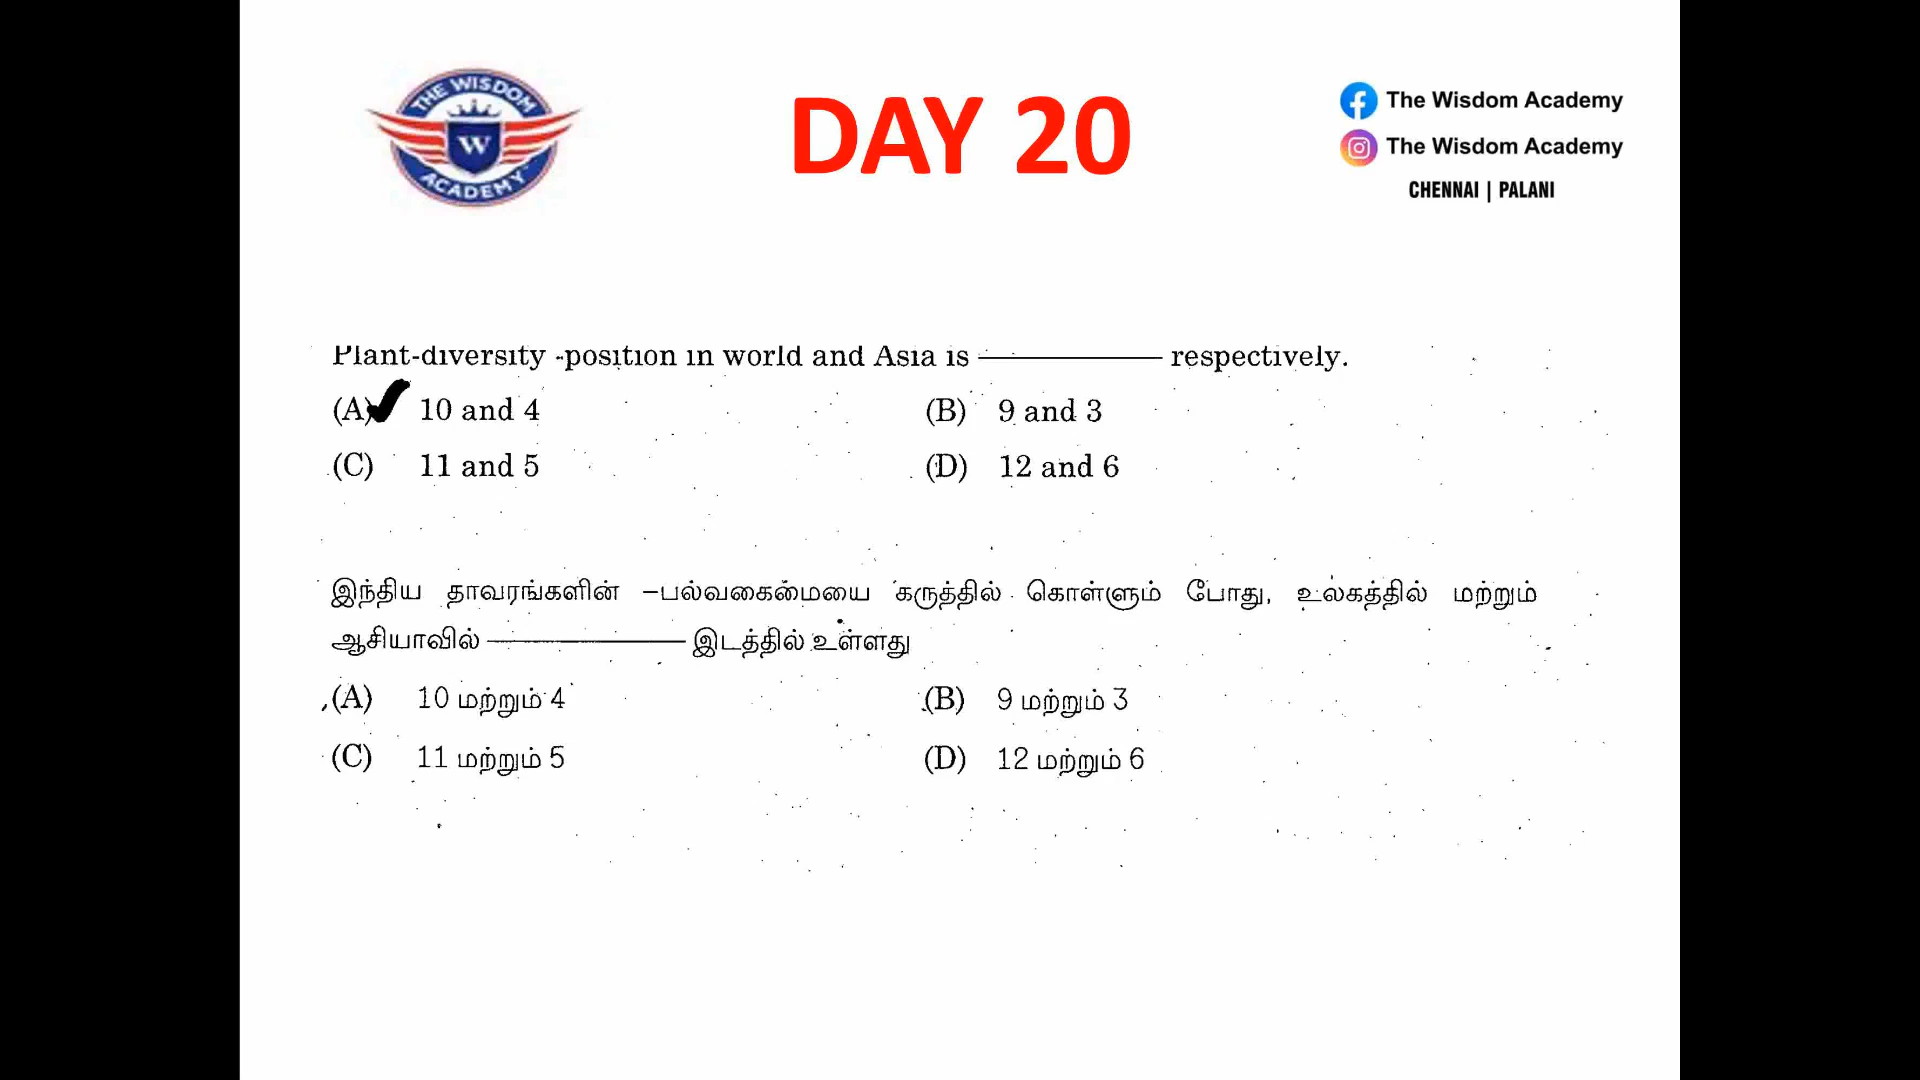 THE WISDOM
W
ACADEMY
DAY 20
The Wisdom Academy
The Wisdom Academy
CHENNAI | PALANI
Plant-diversity -position in world and Asia is ———— respectively.
(A) 10 and 4 (B) 9 and 3
(C) 11 and 5 (D) 12 and 6
இந்திய தாவரங்களின் –பல்வகைமையை கருத்தில் கொள்ளும் போது, உலகத்தில் மற்றும்
ஆசியாவில் ———— இடத்தில் உள்ளது
(A) 10 மற்றும் 4 (B) 9 மற்றும் 3
(C) 11 மற்றும் 5 (D) 12 மற்றும் 6